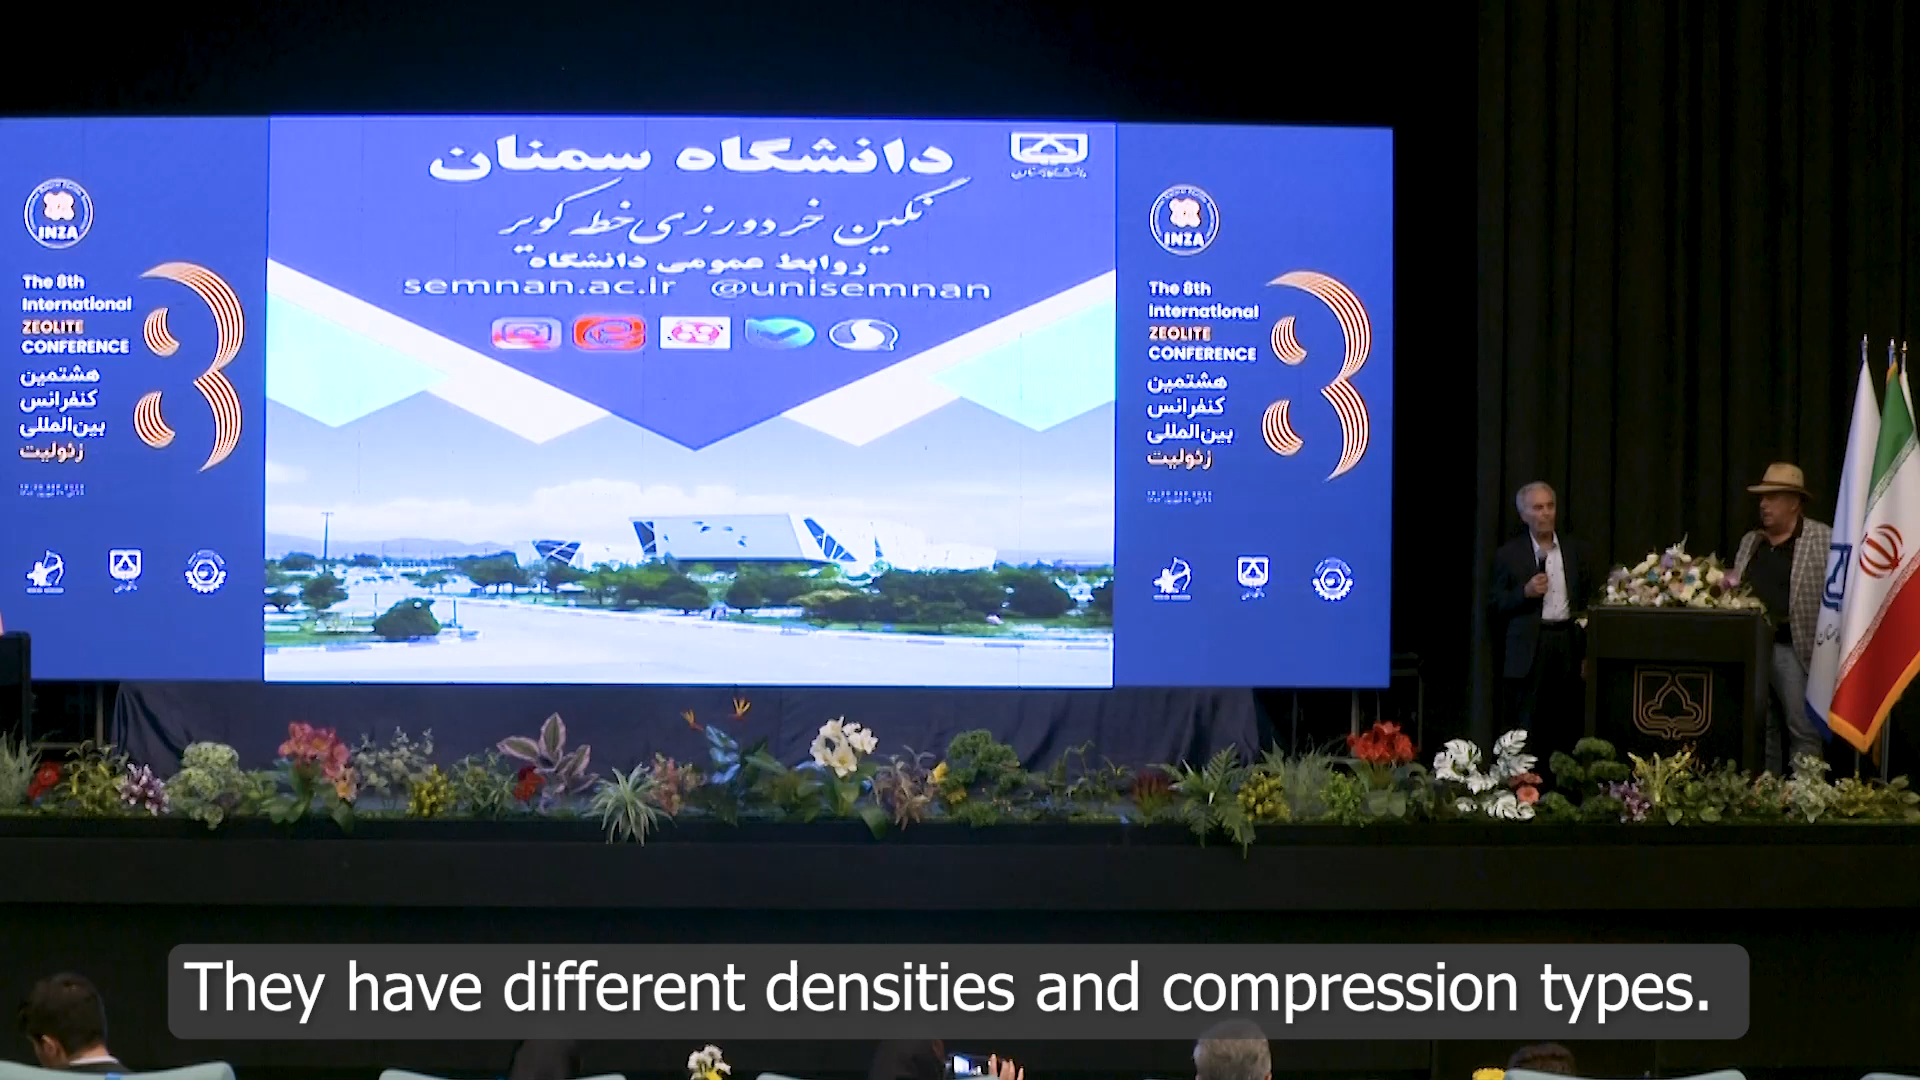 دانشگاه سمنان
نگین خردورزی خطه کویر
روابط عمومی دانشگاه
semnan.ac.ir @unisemnan
INZA
The 8th
International
ZEOLITE
CONFERENCE
هشتمین
کنفرانس
بین‌المللی
زئولیت
INZA
The 8th
International
ZEOLITE
CONFERENCE
هشتمین
کنفرانس
بین‌المللی
زئولیت
They have different densities and compression types.